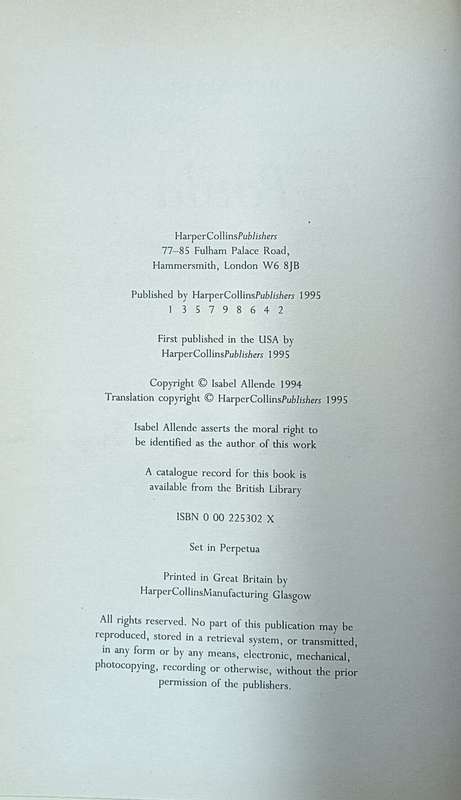 HarperCollinsPublishers
77–85 Fulham Palace Road,
Hammersmith, London W6 8JB
Published by HarperCollinsPublishers 1995
1 3 5 7 9 8 6 4 2
First published in the USA by
HarperCollinsPublishers 1995
Copyright © Isabel Allende 1994
Translation copyright © HarperCollinsPublishers 1995
Isabel Allende asserts the moral right to
be identified as the author of this work
A catalogue record for this book is
available from the British Library
ISBN 0 00 225302 X
Set in Perpetua
Printed in Great Britain by
HarperCollinsManufacturing Glasgow
All rights reserved. No part of this publication may be
reproduced, stored in a retrieval system, or transmitted,
in any form or by any means, electronic, mechanical,
photocopying, recording or otherwise, without the prior
permission of the publishers.